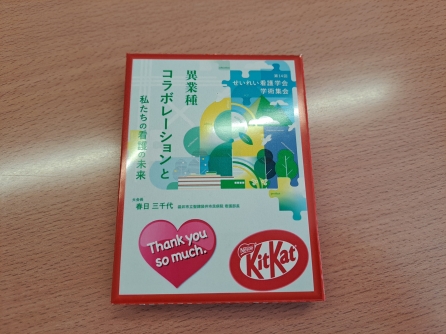 異業種
コラボレーションと
私たちの看護の未来
第14回
せいれい看護学会
学術集会
大会長
春日 三千代
Thank you
so much.
Nestle
KitKat